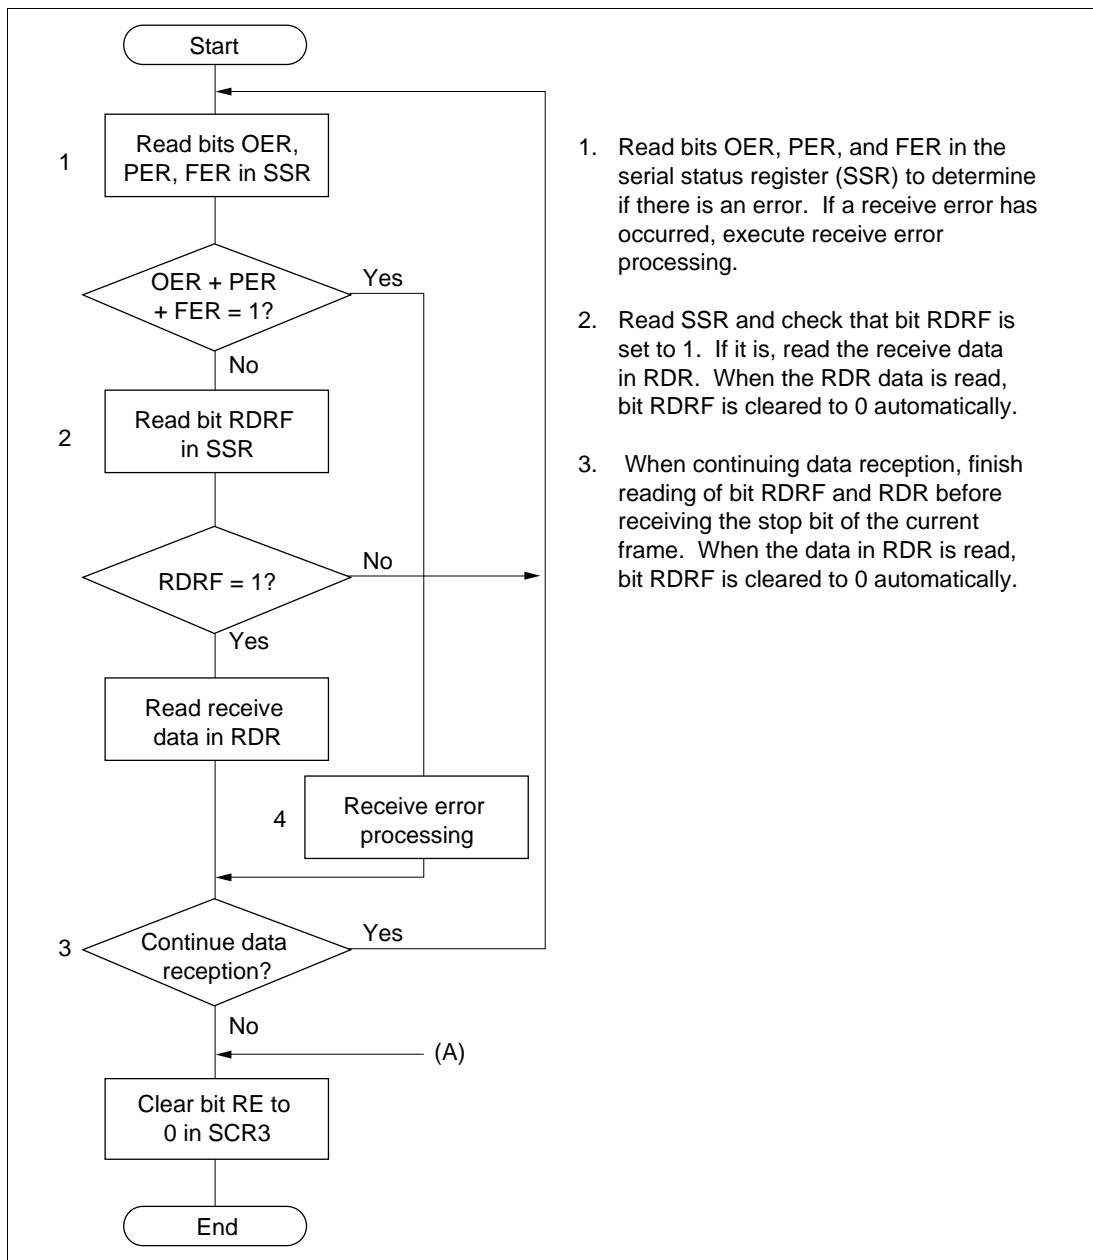 Start
1
Read bits OER,
PER, FER in SSR
OER + PER
+ FER = 1?
Yes
No
2
Read bit RDRF
in SSR
RDRF = 1?
No
Yes
Read receive
data in RDR
4
Receive error
processing
3
Continue data
reception?
Yes
No
(A)
Clear bit RE to
0 in SCR3
End
1. Read bits OER, PER, and FER in the
serial status register (SSR) to determine
if there is an error. If a receive error has
occurred, execute receive error
processing.
2. Read SSR and check that bit RDRF is
set to 1. If it is, read the receive data
in RDR. When the RDR data is read,
bit RDRF is cleared to 0 automatically.
3. When continuing data reception, finish
reading of bit RDRF and RDR before
receiving the stop bit of the current
frame. When the data in RDR is read,
bit RDRF is cleared to 0 automatically.